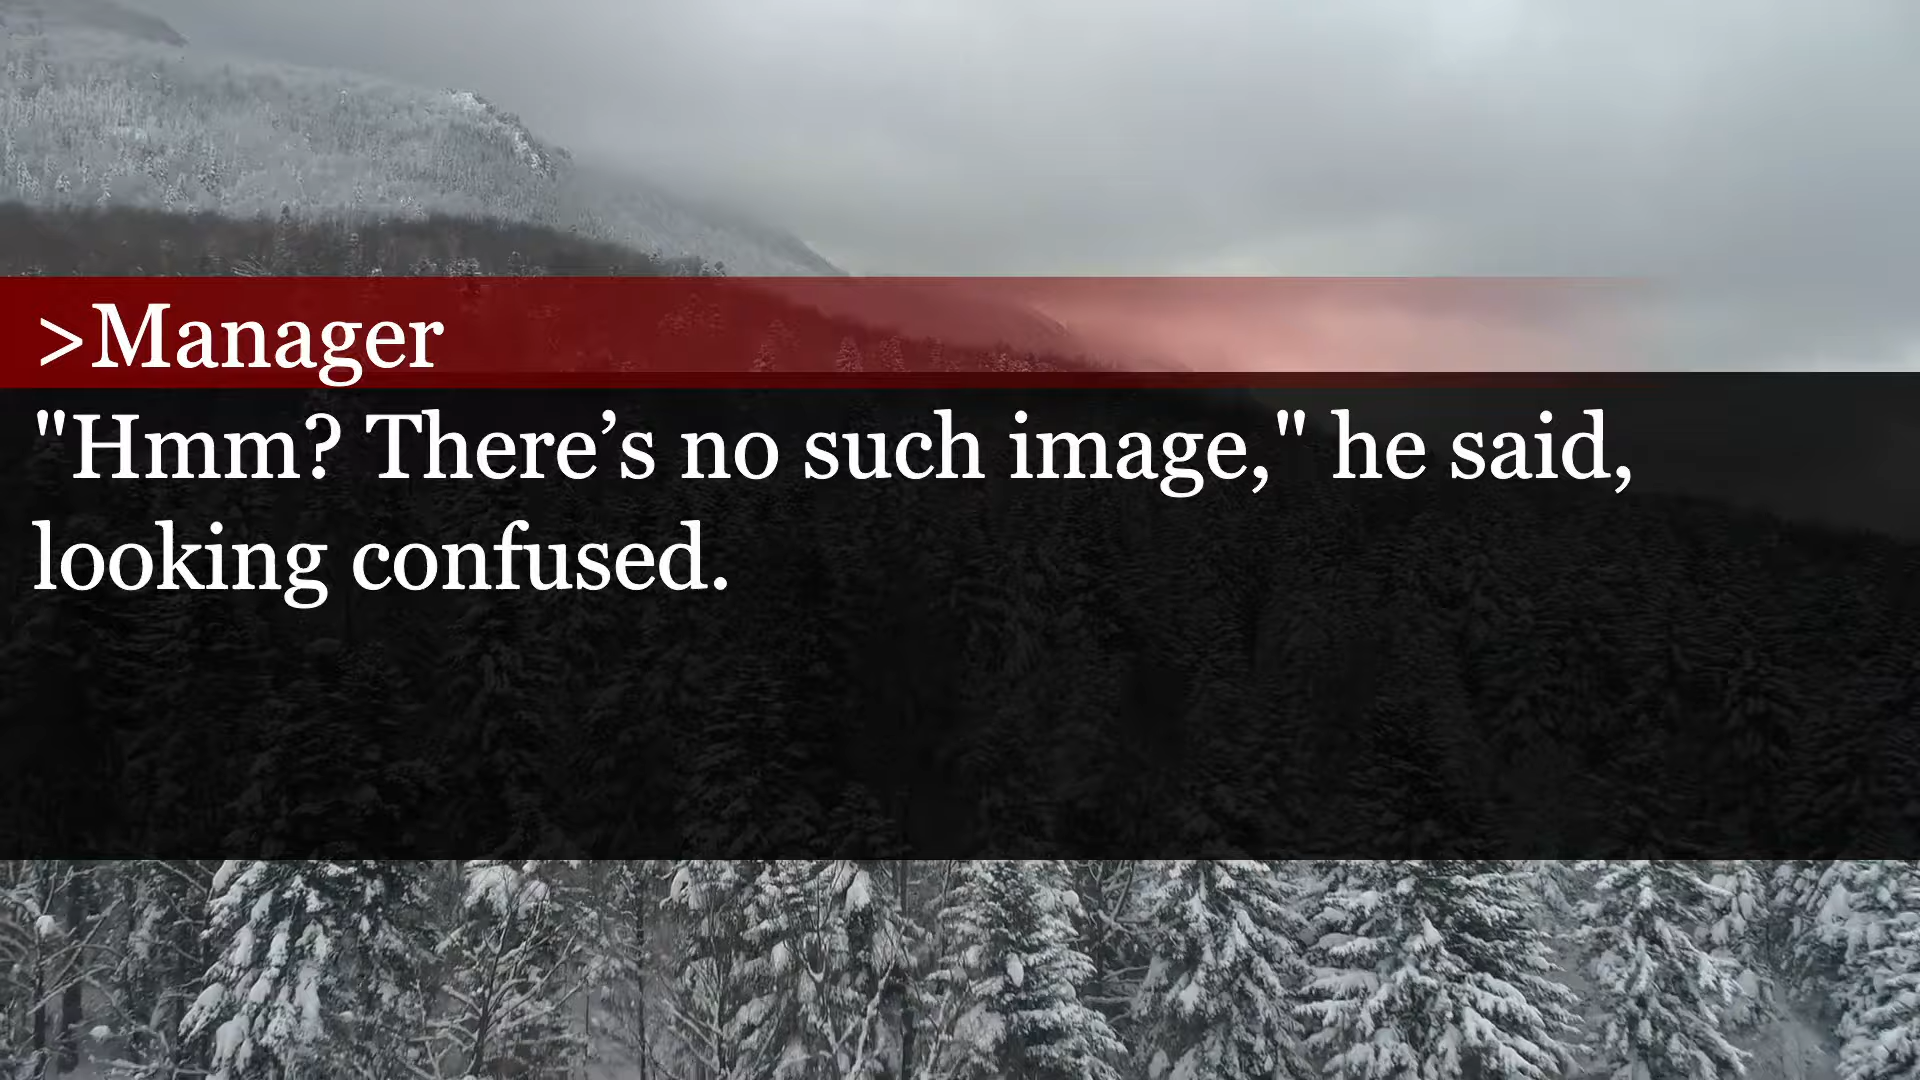 >Manager
"Hmm? There’s no such image," he said,
looking confused.